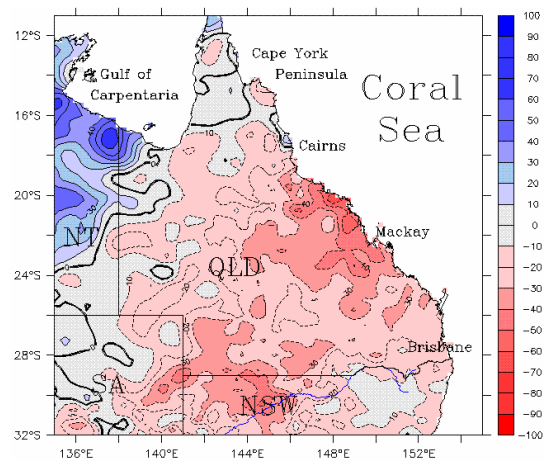 Cape York
Peninsula
Gulf of
Carpentaria
Coral
Sea
Cairns
NT
Mackay
QLD
Brisbane
SA
NSW
12°S
16°S
20°S
24°S
28°S
32°S
136°E
140°E
144°E
148°E
152°E
100
90
80
70
60
50
40
30
20
10
0
−10
−20
−30
−40
−50
−60
−70
−80
−90
−100